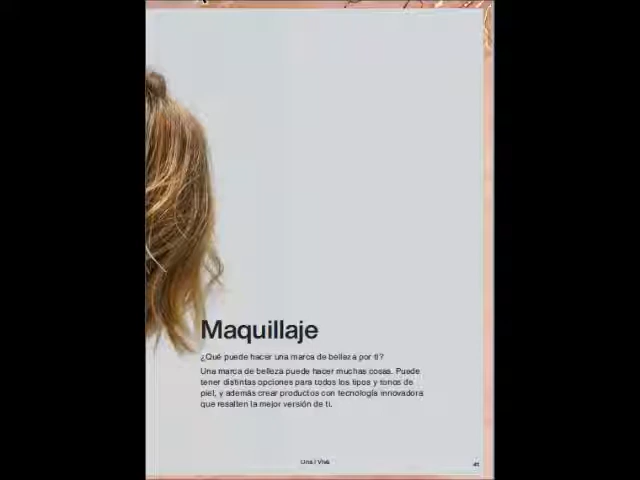 Maquillaje
¿Qué puede hacer una marca de belleza por ti?
Una marca de belleza puede hacer muchas cosas. Puede
tener distintas opciones para todos los tipos y tonos de
piel, y además crear productos con tecnología innovadora
que resalten la mejor versión de ti.